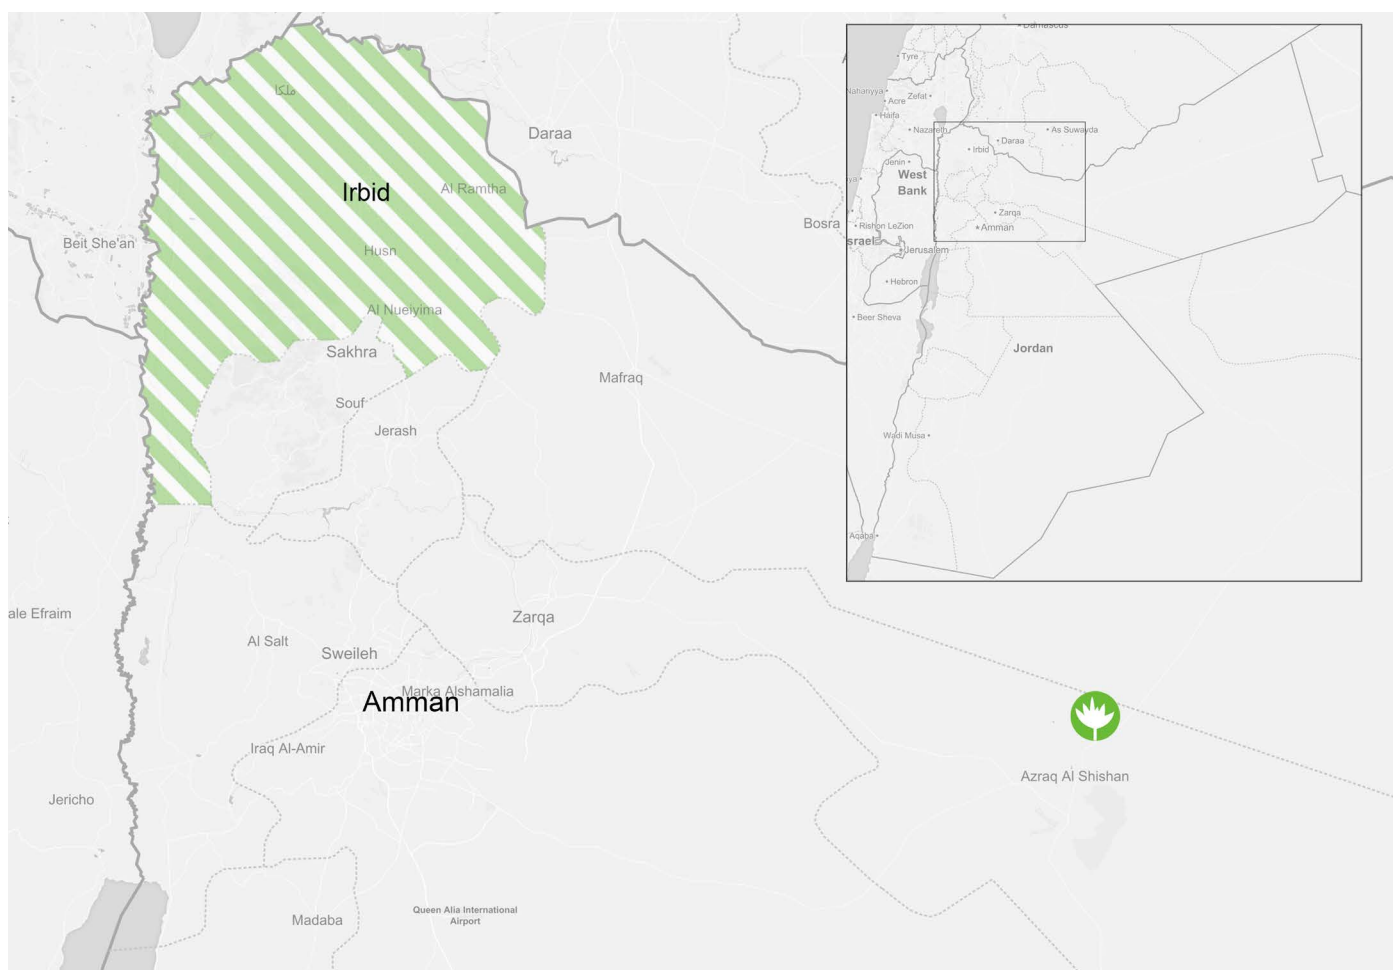 ملكا
Daraa
Irbid
Al Ramtha
Bosra
Beit She'an
Husn
Al Nueiyima
Sakhra
Mafraq
Souf
Jerash
ale Efraim
Zarqa
Al Salt
Sweileh
Marka Alshamalia
Amman
Iraq Al-Amir
Azraq Al Shishan
Jericho
Madaba
Queen Alia International
Airport
Damascus
Tyre
Nahariyya
Zefat
Acre
Haifa
Nazareth
As Suwayda
Daraa
Irbid
Jenin
West
Bank
Zarqa
Rishon LeZion
Amman
srael
Jerusalem
Hebron
Beer Sheva
Jordan
Wadi Musa
Aqaba